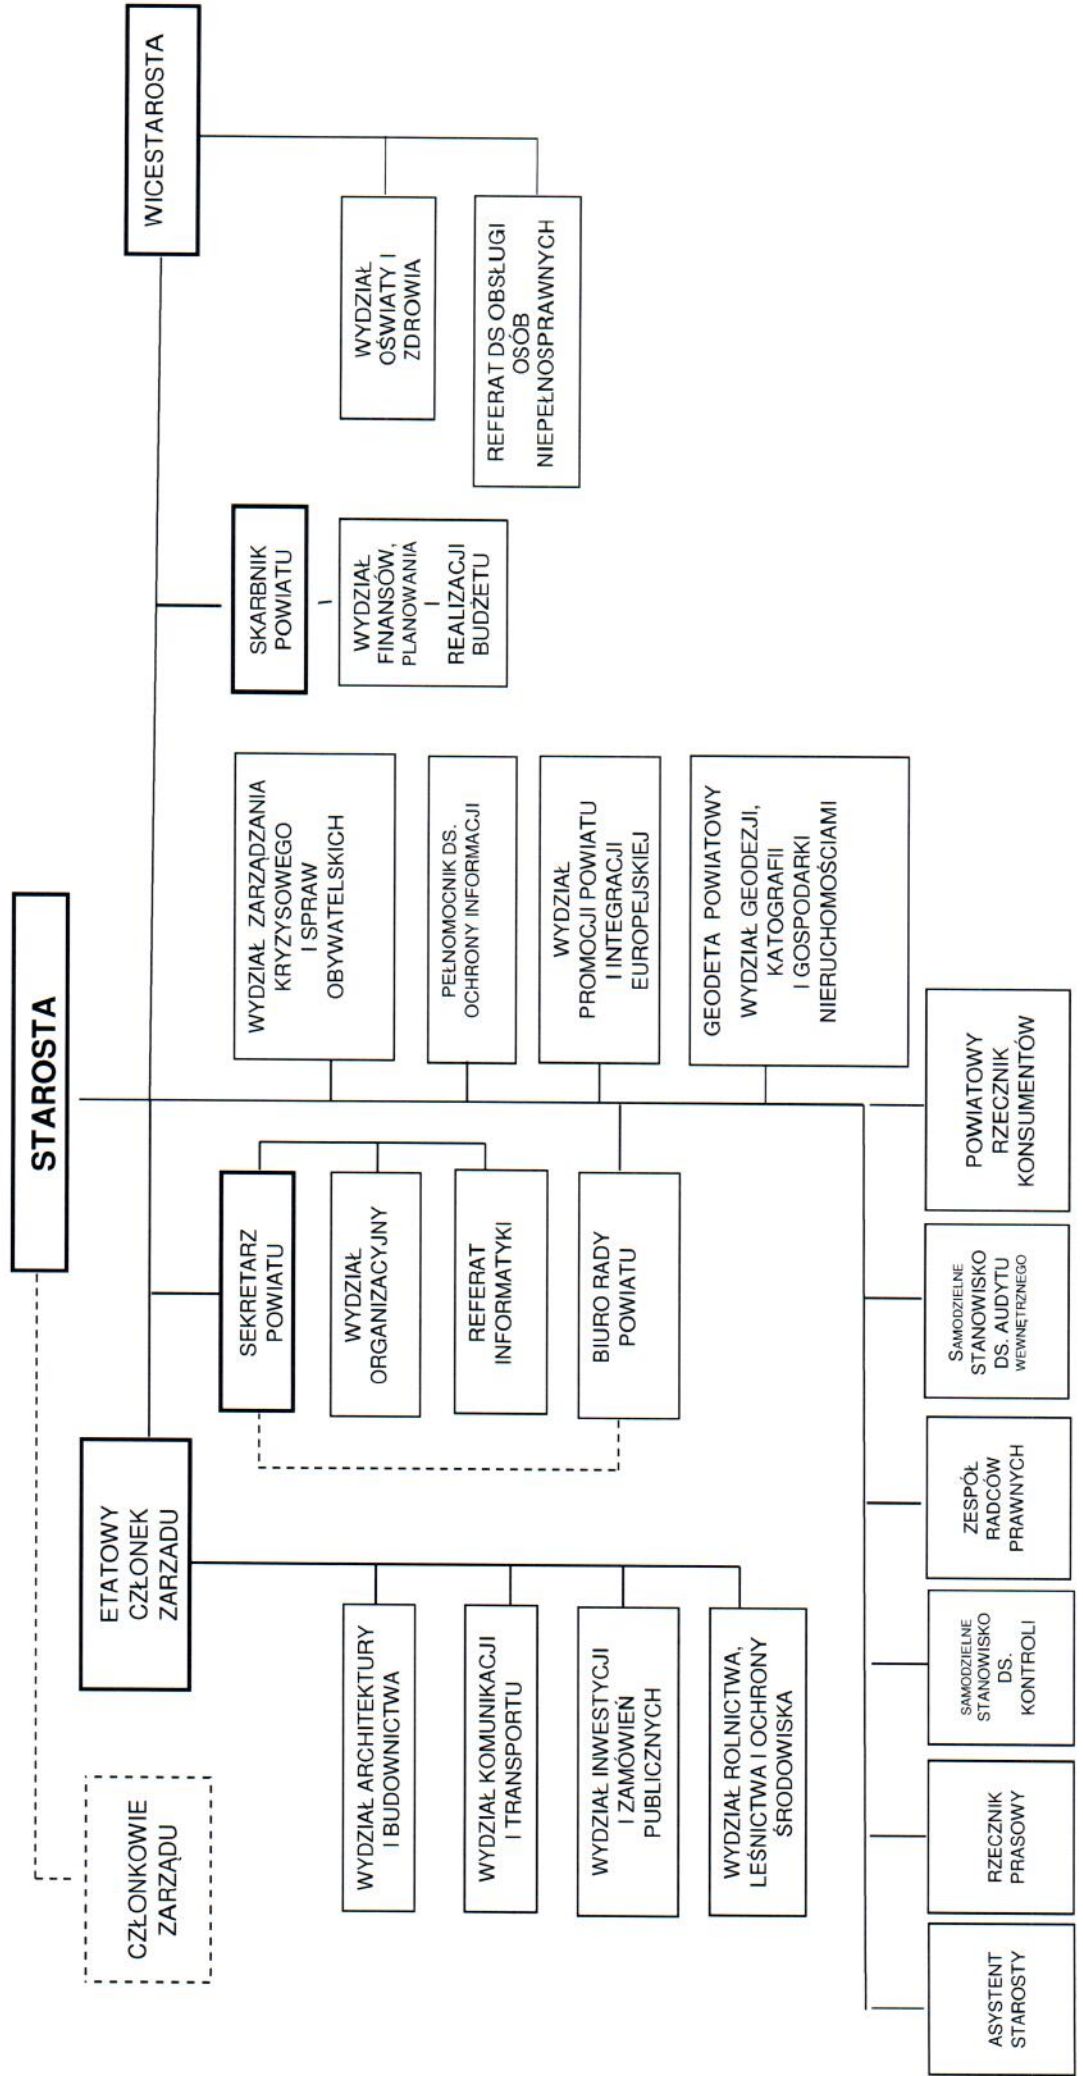 STAROSTA
CZŁONKOWIE
ZARZĄDU
ETATOWY
CZŁONEK
ZARZADU
WICESTAROSTA
SEKRETARZ
POWIATU
SKARBNIK
POWIATU
WYDZIAŁ ARCHITEKTURY
I BUDOWNICTWA
WYDZIAŁ KOMUNIKACJI
I TRANSPORTU
WYDZIAŁ INWESTYCJI
I ZAMÓWIEŃ
PUBLICZNYCH
WYDZIAŁ ROLNICTWA,
LEŚNICTWA I OCHRONY
ŚRODOWISKA
WYDZIAŁ
ORGANIZACYJNY
REFERAT
INFORMATYKI
BIURO RADY
POWIATU
WYDZIAŁ ZARZĄDZANIA
KRYZYSOWEGO
I SPRAW
OBYWATELSKICH
PEŁNOMOCNIK DS.
OCHRONY INFORMACJI
WYDZIAŁ
PROMOCJI POWIATU
I INTEGRACJI
EUROPEJSKIEJ
GEODETA POWIATOWY
WYDZIAŁ GEODEZJI,
KATOGRAFII
I GOSPODARKI
NIERUCHOMOŚCIAMI
WYDZIAŁ
FINANSÓW,
PLANOWANIA
I
REALIZACJI
BUDŻETU
WYDZIAŁ
OŚWIATY I
ZDROWIA
REFERAT DS OBSŁUGI
OSÓB
NIEPEŁNOSPRAWNYCH
ASYSTENT
STAROSTY
RZECZNIK
PRASOWY
SAMODZIELNE
STANOWISKO
DS.
KONTROLI
ZESPÓŁ
RADCÓW
PRAWNYCH
SAMODZIELNE
STANOWISKO
DS. AUDYTU
WEWNĘTRZNEGO
POWIATOWY
RZECZNIK
KONSUMENTÓW